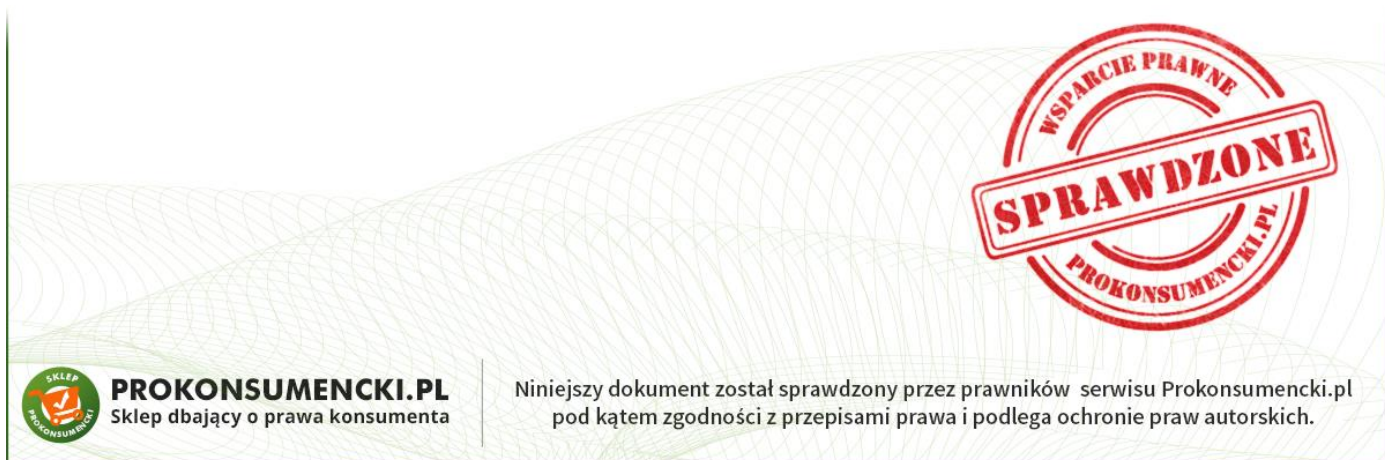 WSPARCIE PRAWNE
SPRAWDZONE
PROKONSUMENCKI.PL
SKLEP
PROKONSUMENCKI
PROKONSUMENCKI.PL
Sklep dbający o prawa konsumenta
Niniejszy dokument został sprawdzony przez prawników serwisu Prokonsumencki.pl
pod kątem zgodności z przepisami prawa i podlega ochronie praw autorskich.